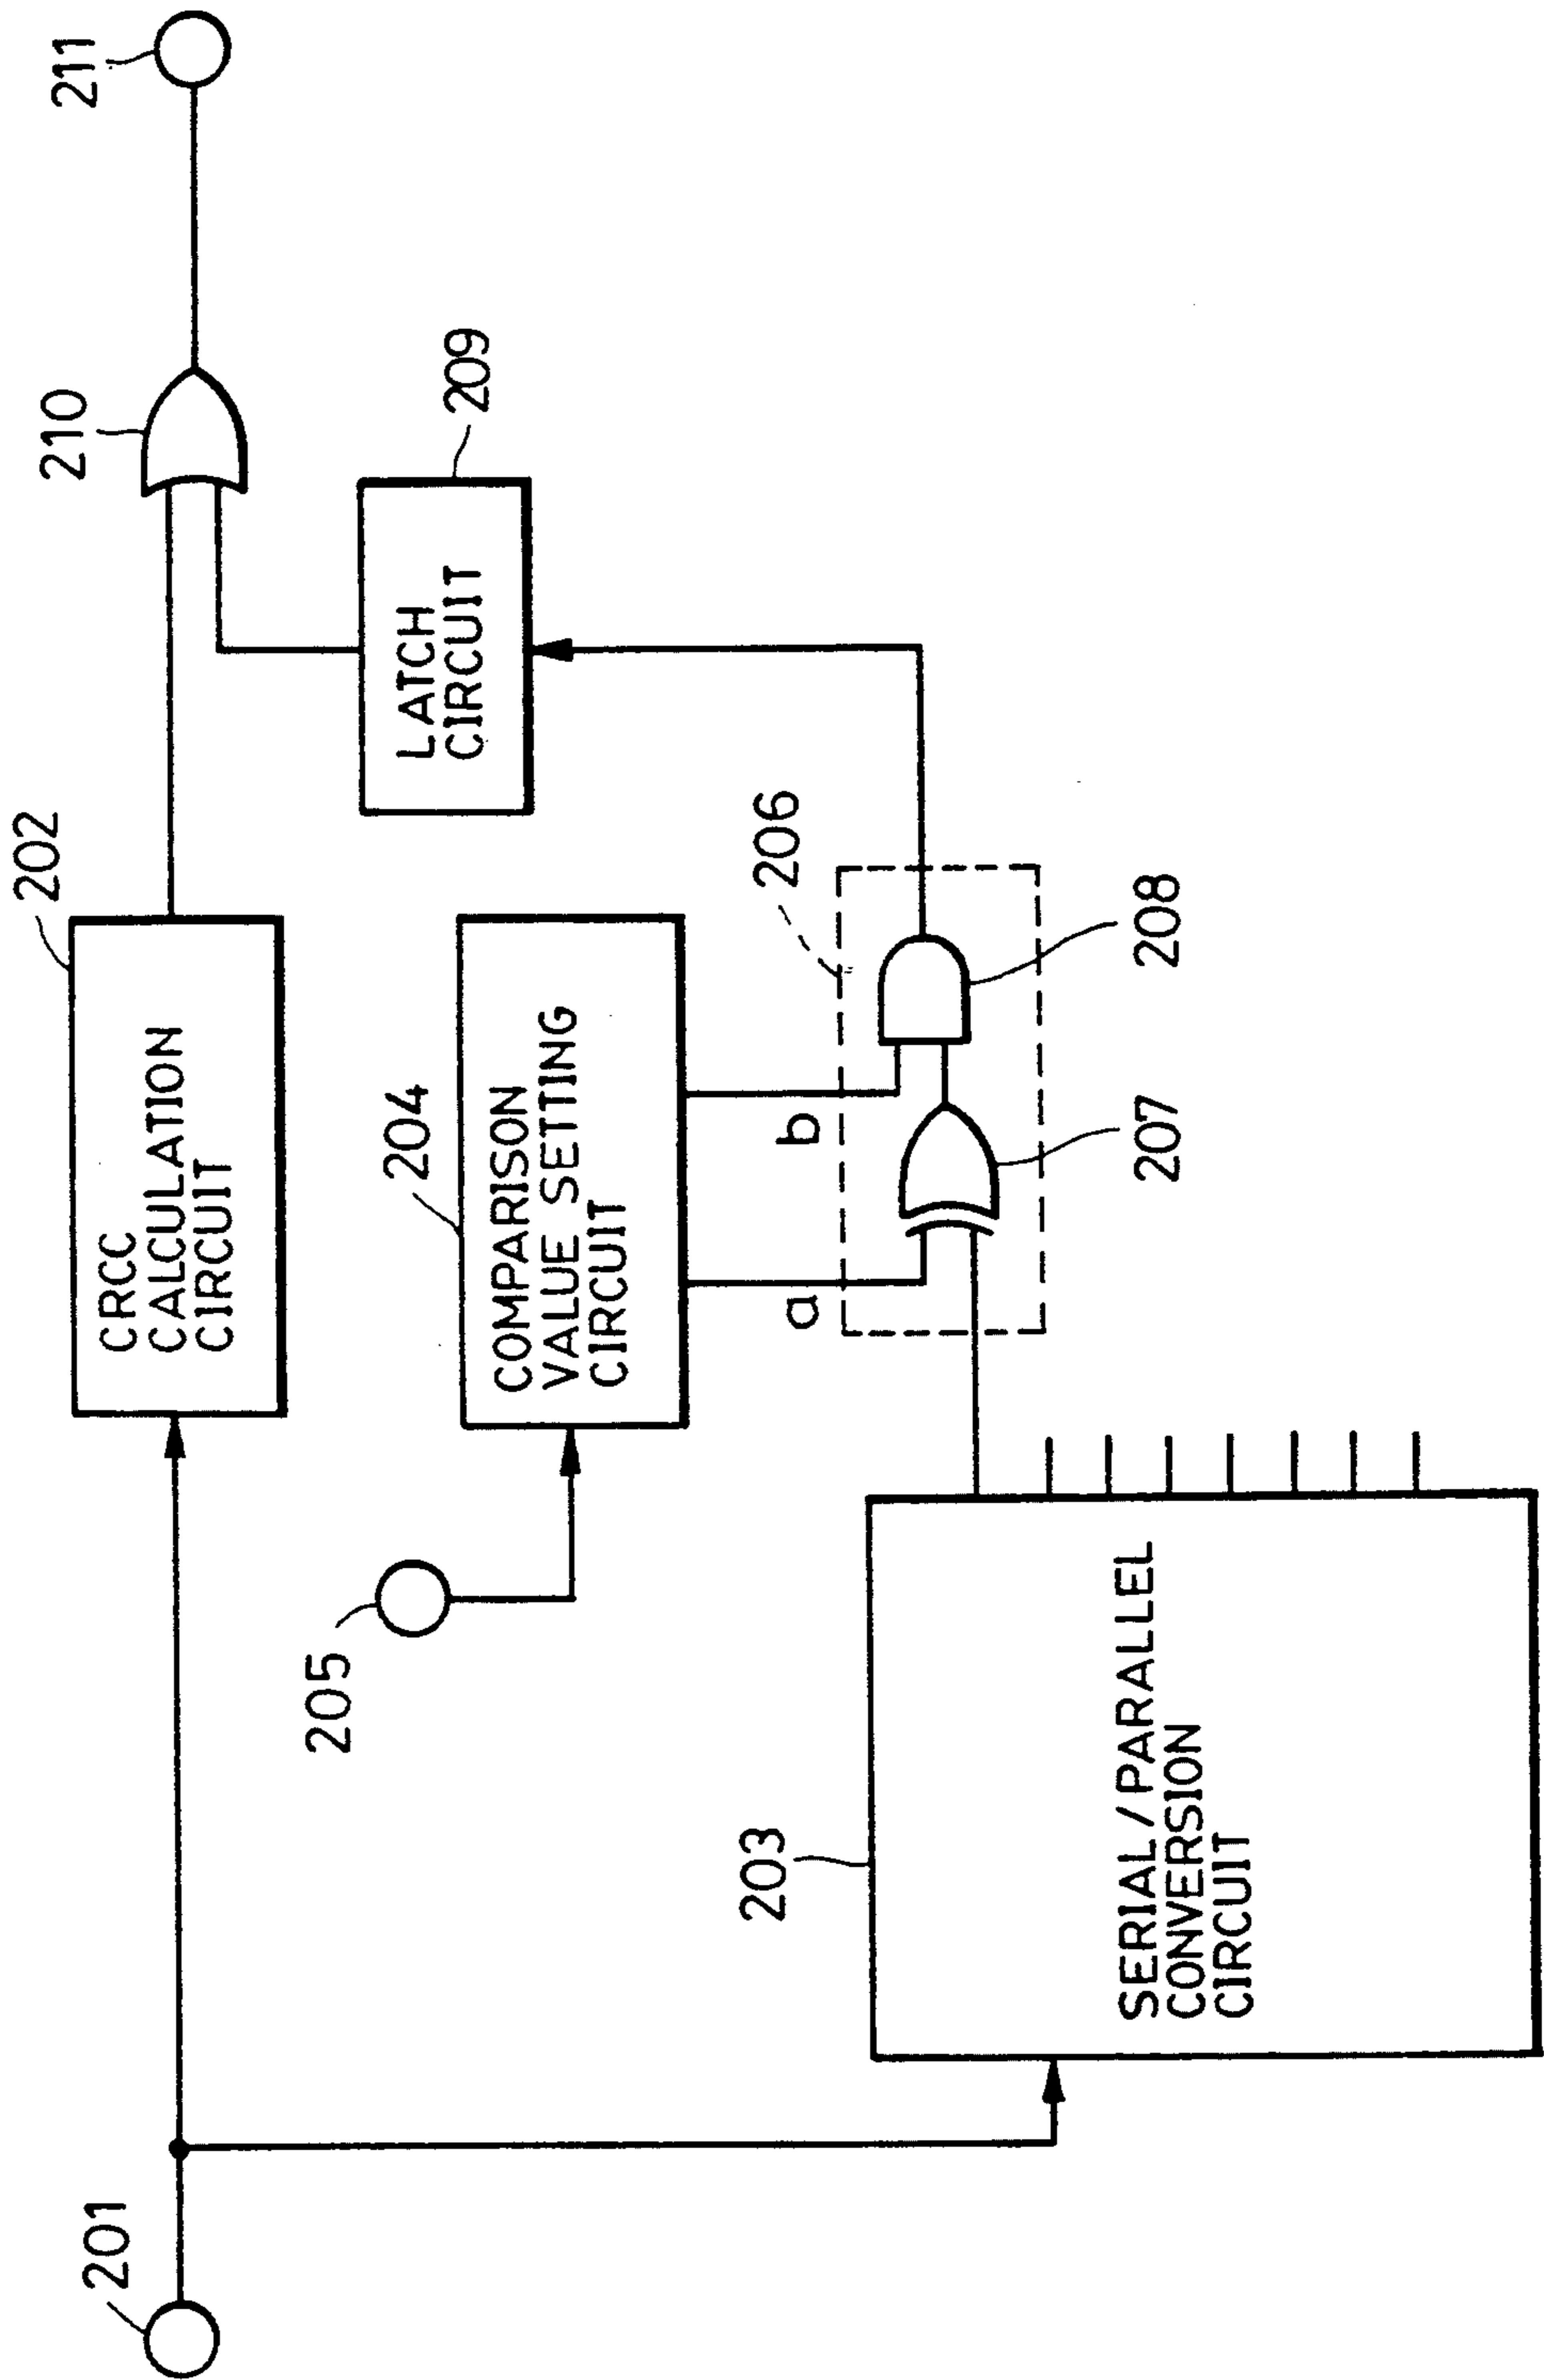 201
202
CRCC
CALCULATION
CIRCUIT
210
211
205
204
COMPARISON
VALUE SETTING
CIRCUIT
LATCH
CIRCUIT
209
203
SERIAL/PARALLEL
CONVERSION
CIRCUIT
a
b
206
207
208